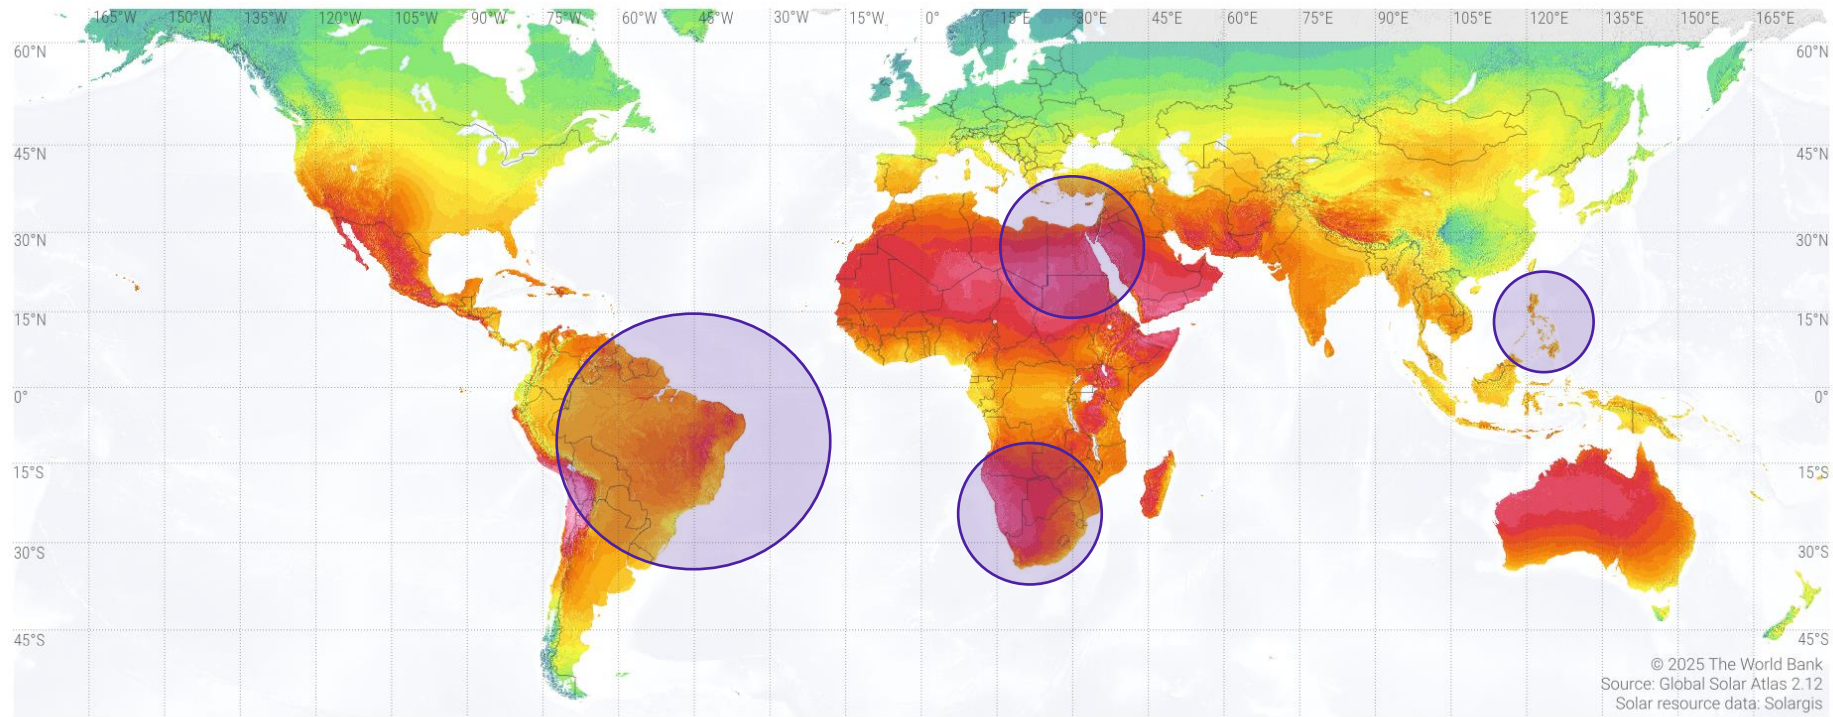 165°W 150°W 135°W 120°W 105°W 90°W 75°W 60°W 45°W 30°W 15°W 0° 15°E 30°E 45°E 60°E 75°E 90°E 105°E 120°E 135°E 150°E 165°E
60°N 60°N
45°N 45°N
30°N 30°N
15°N 15°N
0° 0°
15°S 15°S
30°S 30°S
45°S 45°S
© 2025 The World Bank
Source: Global Solar Atlas 2.12
Solar resource data: Solargis